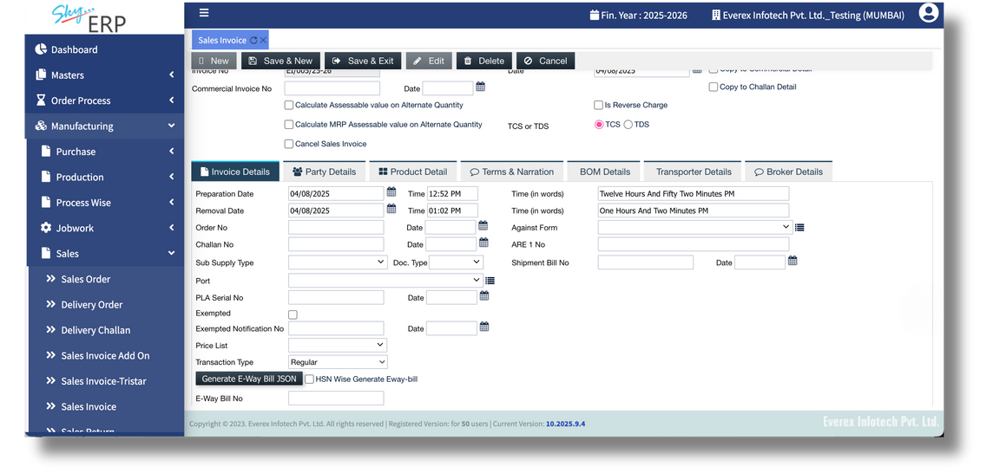 Sky
ERP
Fin. Year : 2025-2026
Everex Infotech Pvt. Ltd._Testing (MUMBAI)
Dashboard
Masters
Order Process
Manufacturing
Purchase
Production
Process Wise
Jobwork
Sales
Sales Order
Delivery Order
Delivery Challan
Sales Invoice Add On
Sales Invoice-Tristar
Sales Invoice
Sales Return
Sales Invoice
New Save & New Save & Exit Edit Delete Cancel
Invoice No EI/005/25-26 Date 04/08/2025 Copy to Commercial Detail
Commercial Invoice No Date Copy to Challan Detail
Calculate Assessable value on Alternate Quantity Is Reverse Charge
Calculate MRP Assessable value on Alternate Quantity TCS or TDS TCS TDS
Cancel Sales Invoice
Invoice Details Party Details Product Detail Terms & Narration BOM Details Transporter Details Broker Details
Preparation Date 04/08/2025 Time 12:52 PM Time (in words) Twelve Hours And Fifty Two Minutes PM
Removal Date 04/08/2025 Time 01:02 PM Time (in words) One Hours And Two Minutes PM
Order No Date Against Form
Challan No Date ARE 1 No
Sub Supply Type Doc. Type Shipment Bill No Date
Port
PLA Serial No Date
Exempted
Exempted Notification No Date
Price List
Transaction Type Regular
Generate E-Way Bill JSON HSN Wise Generate Eway-bill
E-Way Bill No
Copyright © 2023. Everex Infotech Pvt. Ltd. All rights reserved | Registered Version: for 50 users | Current Version: 10.2025.9.4
Everex Infotech Pvt. Ltd.